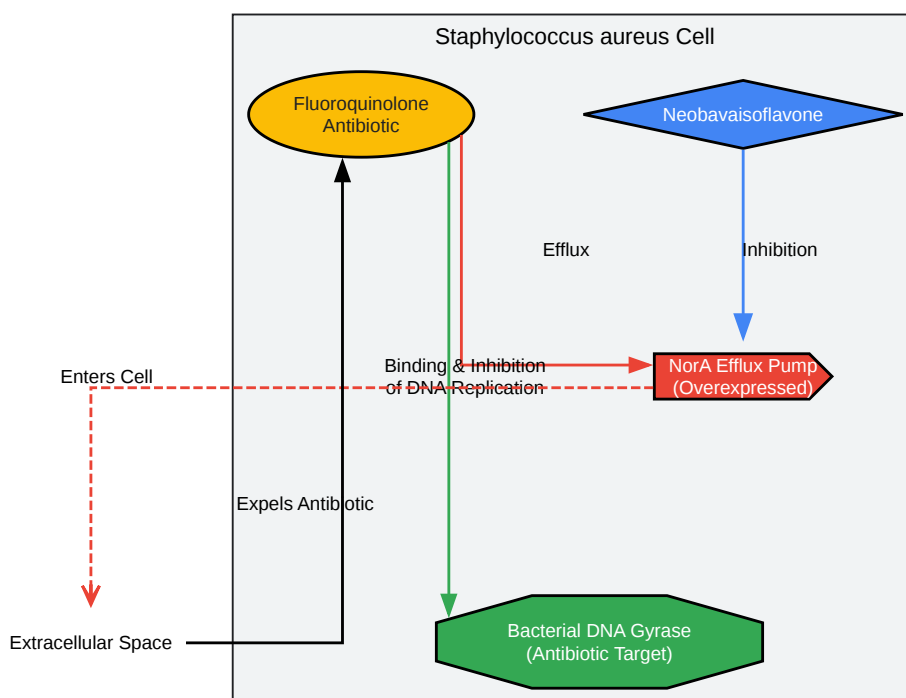 Staphylococcus aureus Cell
Fluoroquinolone
Antibiotic
Neobavaisoflavone
Efflux
Inhibition
Enters Cell
Binding & Inhibition
of DNA Replication
NorA Efflux Pump
(Overexpressed)
Expels Antibiotic
Extracellular Space
Bacterial DNA Gyrase
(Antibiotic Target)